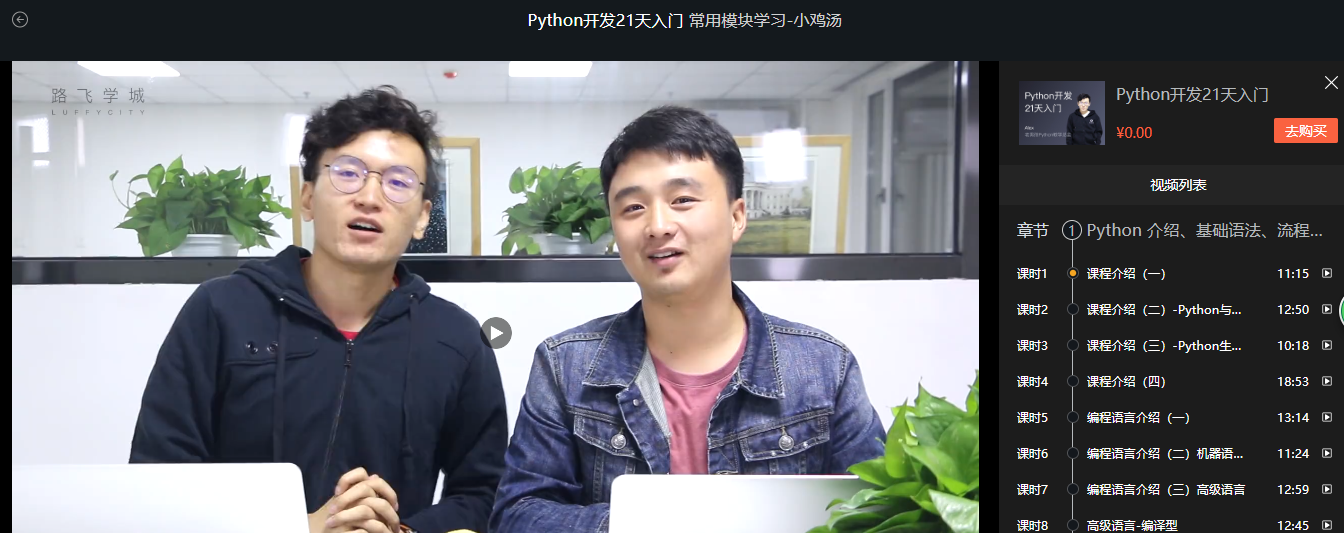 Python开发21天入门 常用模块学习-小鸡汤
路飞学城
LUFFYCITY
Python开发
21天入门
Alex
Python开发21天入门
¥0.00
去购买
视频列表
章节 1 Python 介绍、基础语法、流程...
课时1 课程介绍（一） 11:15
课时2 课程介绍（二）-Python与... 12:50
课时3 课程介绍（三）-Python生... 10:18
课时4 课程介绍（四） 18:53
课时5 编程语言介绍（一） 13:14
课时6 编程语言介绍（二）机器语... 11:24
课时7 编程语言介绍（三）高级语言 12:59
课时8 高级语言-编译型 12:45